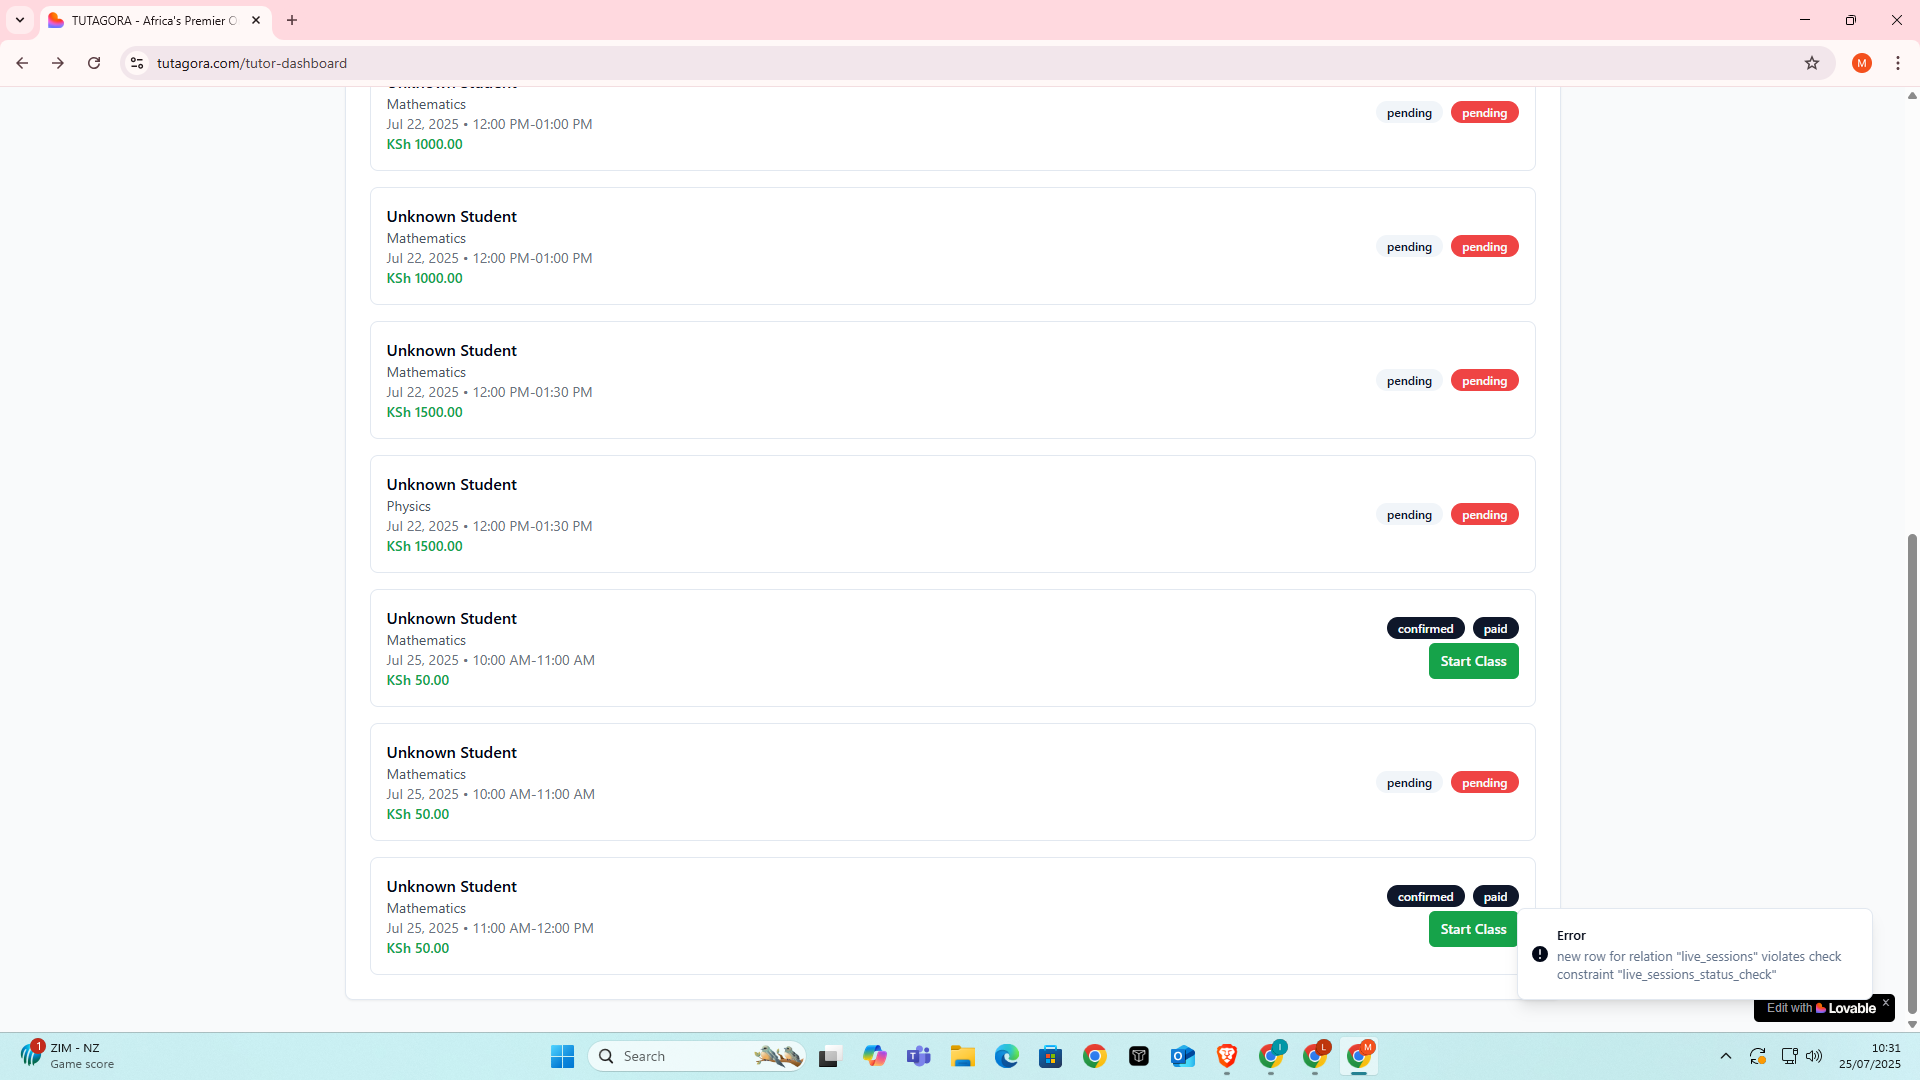 TUTAGORA - Africa's Premier O
tutagora.com/tutor-dashboard
M
Unknown Student
Mathematics
Jul 22, 2025 • 12:00 PM-01:00 PM
KSh 1000.00
pending pending
Unknown Student
Mathematics
Jul 22, 2025 • 12:00 PM-01:00 PM
KSh 1000.00
pending pending
Unknown Student
Mathematics
Jul 22, 2025 • 12:00 PM-01:30 PM
KSh 1500.00
pending pending
Unknown Student
Physics
Jul 22, 2025 • 12:00 PM-01:30 PM
KSh 1500.00
pending pending
Unknown Student
Mathematics
Jul 25, 2025 • 10:00 AM-11:00 AM
KSh 50.00
confirmed paid
Start Class
Unknown Student
Mathematics
Jul 25, 2025 • 10:00 AM-11:00 AM
KSh 50.00
pending pending
Unknown Student
Mathematics
Jul 25, 2025 • 11:00 AM-12:00 PM
KSh 50.00
confirmed paid
Start Class
Error
new row for relation "live_sessions" violates check
constraint "live_sessions_status_check"
Edit with Lovable
1
ZIM - NZ
Game score
Search
I
L
M
10:31
25/07/2025